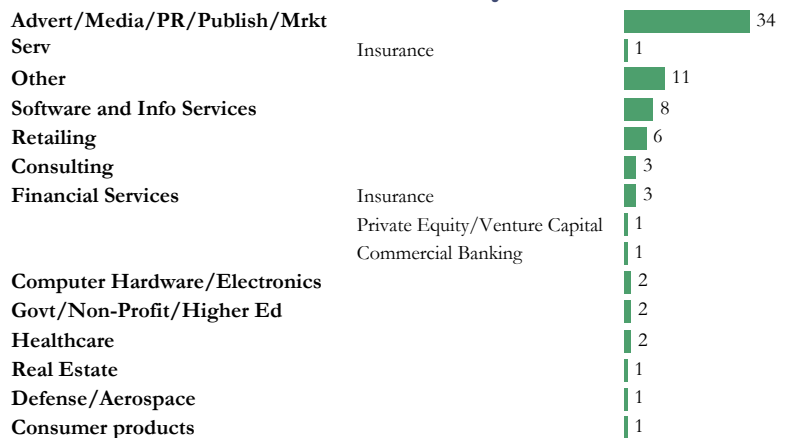 Advert/Media/PR/Publish/Mrkt 34
Serv Insurance 1
Other 11
Software and Info Services 8
Retailing 6
Consulting 3
Financial Services Insurance 3
Private Equity/Venture Capital 1
Commercial Banking 1
Computer Hardware/Electronics 2
Govt/Non-Profit/Higher Ed 2
Healthcare 2
Real Estate 1
Defense/Aerospace 1
Consumer products 1